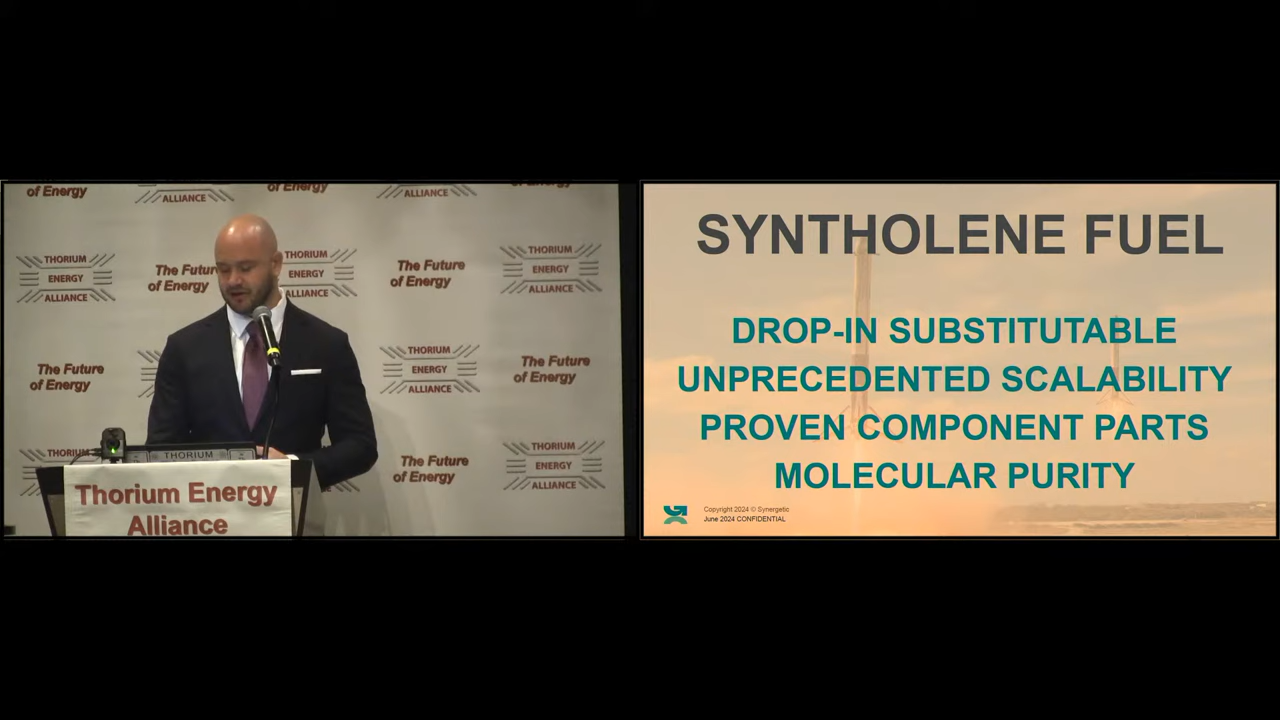 of Energy
ALLIANCE
of Energy
ALLIANCE
THORIUM
ENERGY
ALLIANCE
The Future
of Energy
THORIUM
ENERGY
ALLIANCE
The Future
of Energy
THORIUM
ENERGY
ALLIANCE
The Future
of Energy
THORIUM
ENERGY
ALLIANCE
The Future
of Energy
THORIUM
The Future
of Energy
THORIUM
ENERGY
ALLIANCE
THORIUM
Thorium Energy
Alliance
SYNTHOLENE FUEL
DROP-IN SUBSTITUTABLE
UNPRECEDENTED SCALABILITY
PROVEN COMPONENT PARTS
MOLECULAR PURITY
Copyright 2024 © Synergetic
June 2024 CONFIDENTIAL